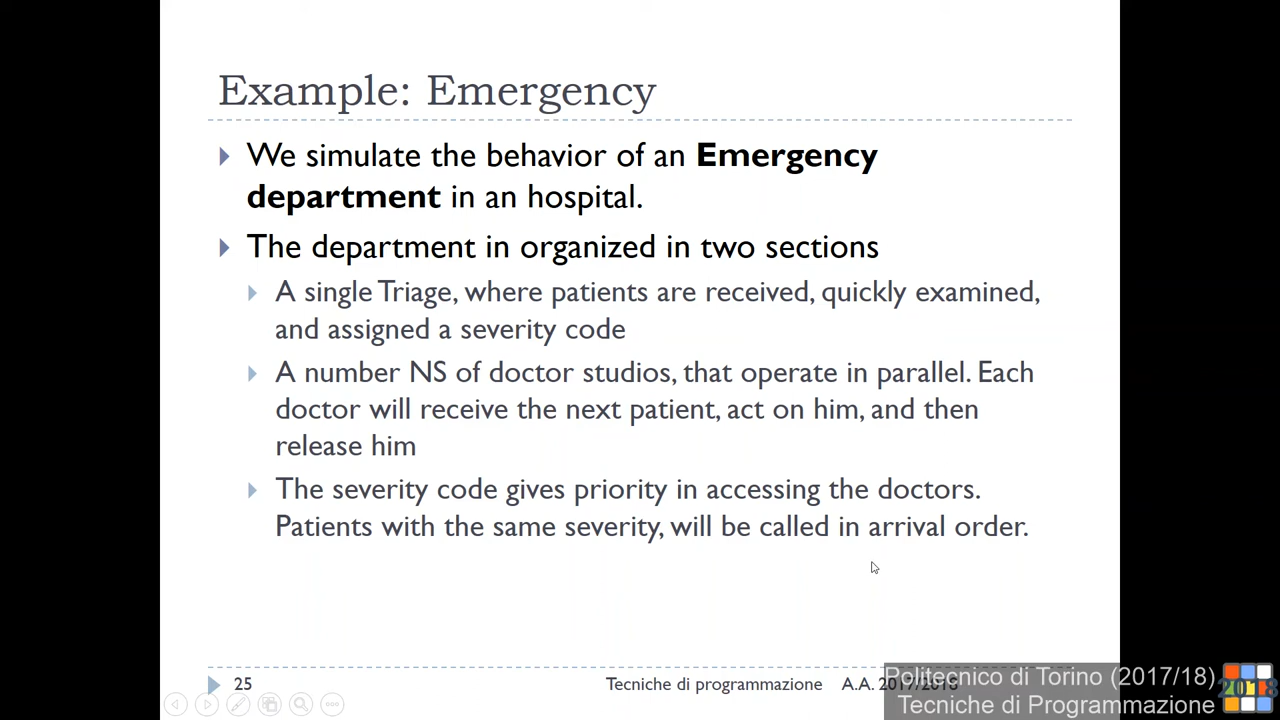 Example: Emergency
We simulate the behavior of an Emergency
department in an hospital.
The department in organized in two sections
A single Triage, where patients are received, quickly examined,
and assigned a severity code
A number NS of doctor studios, that operate in parallel. Each
doctor will receive the next patient, act on him, and then
release him
The severity code gives priority in accessing the doctors.
Patients with the same severity, will be called in arrival order.
25
Tecniche di programmazione A.A. 2017/2018
Politecnico di Torino (2017/18)
Tecniche di Programmazione
2018